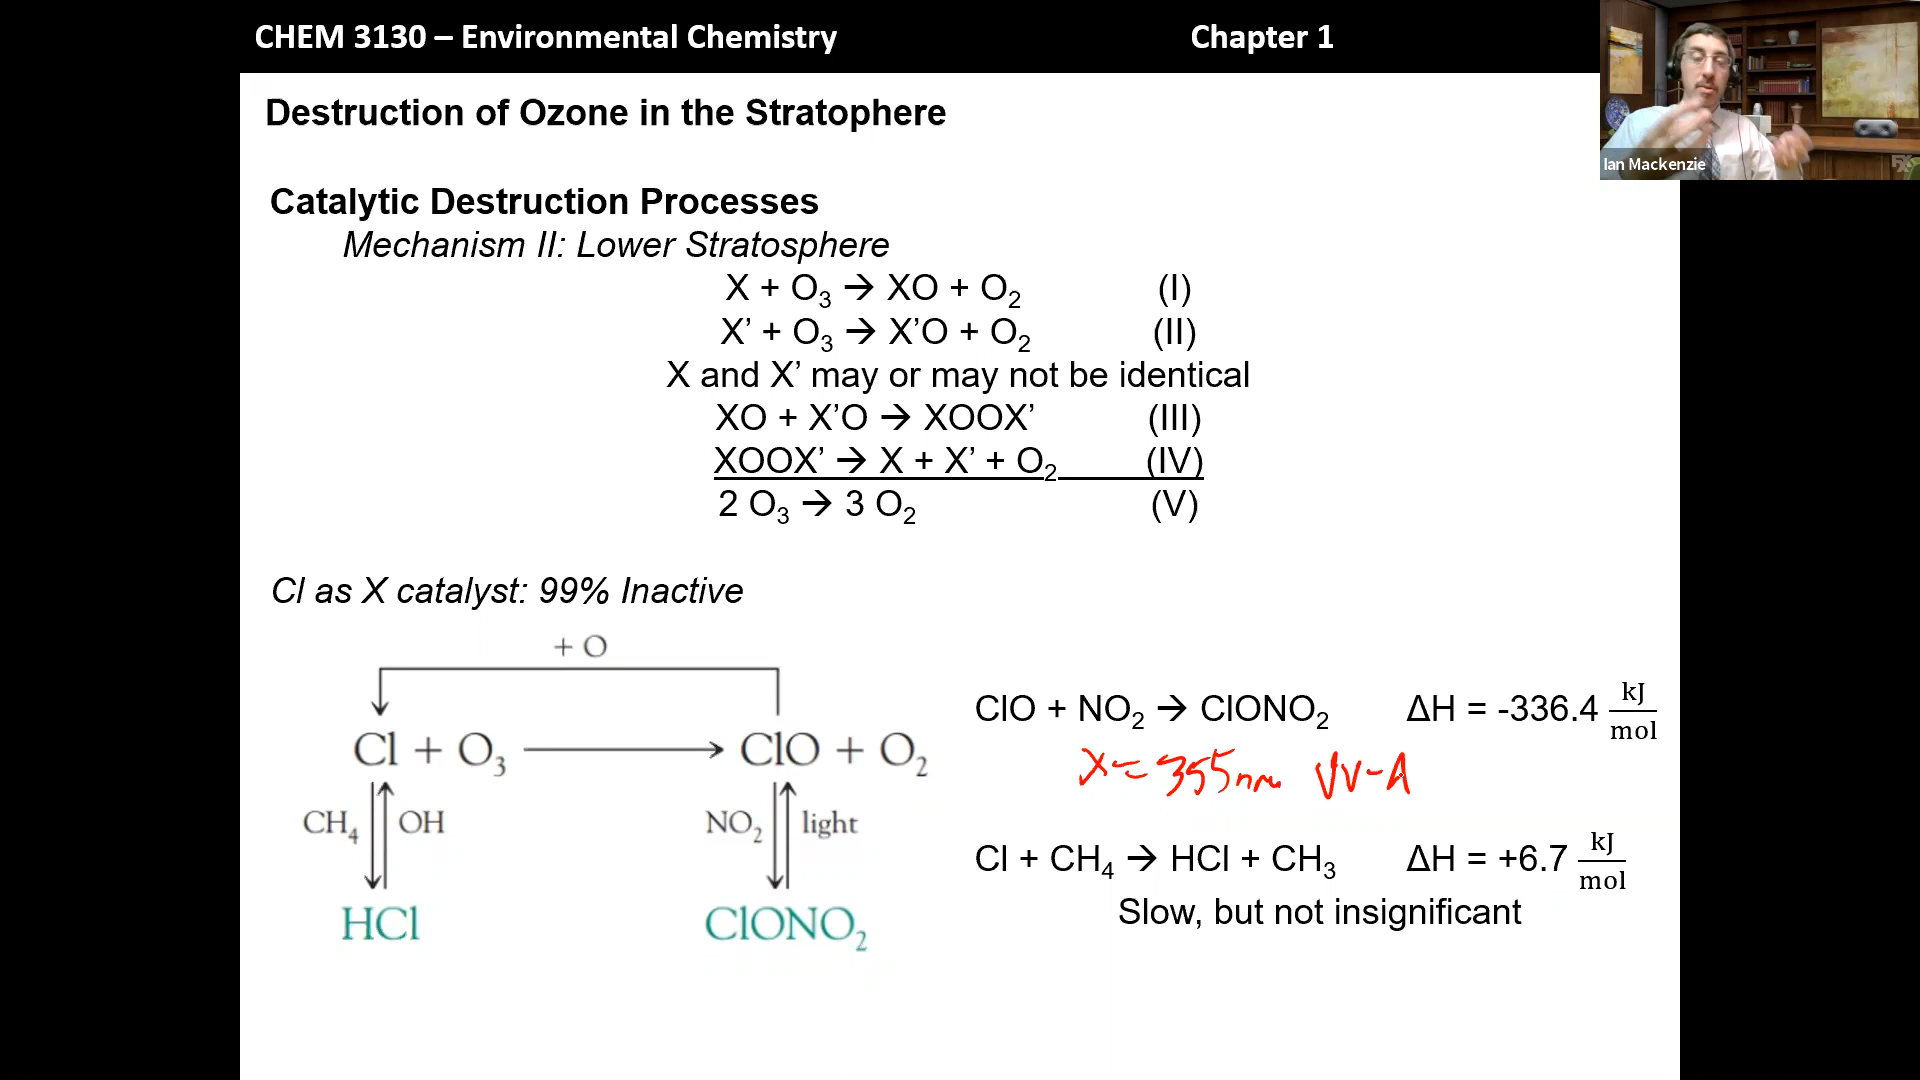 CHEM 3130 – Environmental Chemistry Chapter 1
Ian Mackenzie
Destruction of Ozone in the Stratophere
Catalytic Destruction Processes
Mechanism II: Lower Stratosphere
X + O₃ → XO + O₂ (I)
X’ + O₃ → X’O + O₂ (II)
X and X’ may or may not be identical
XO + X’O → XOOX’ (III)
XOOX’ → X + X’ + O₂ (IV)
2 O₃ → 3 O₂ (V)
Cl as X catalyst: 99% Inactive
+ O
Cl + O₃ → ClO + O₂
CH₄ OH NO₂ light
HCl ClONO₂
ClO + NO₂ → ClONO₂ ΔH = -336.4 kJ/mol
λ = 355nm UV-A
Cl + CH₄ → HCl + CH₃ ΔH = +6.7 kJ/mol
Slow, but not insignificant